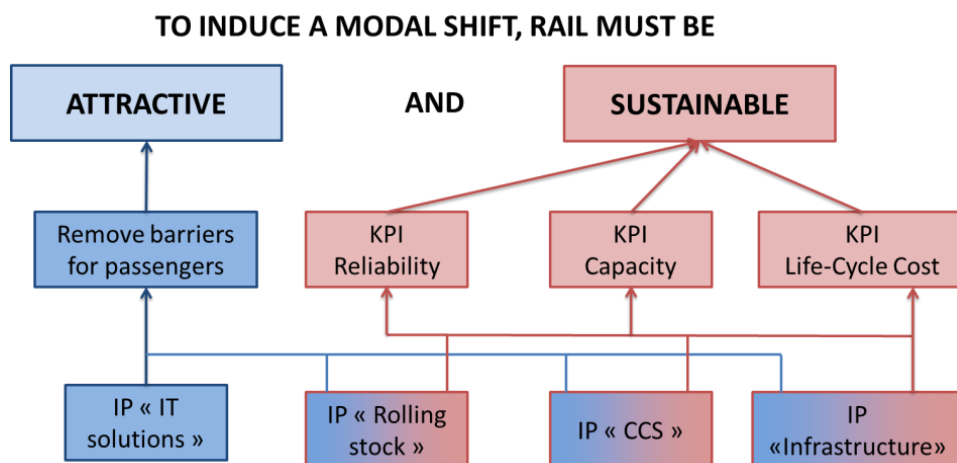 TO INDUCE A MODAL SHIFT, RAIL MUST BE
ATTRACTIVE
AND
SUSTAINABLE
Remove barriers
for passengers
KPI
Reliability
KPI
Capacity
KPI
Life-Cycle Cost
IP « IT
solutions »
IP « Rolling
stock »
IP « CCS »
IP
«Infrastructure»